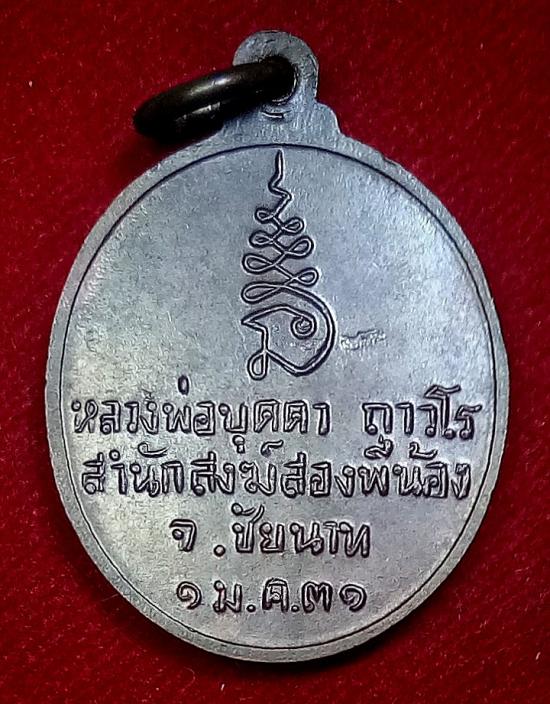 หลวงพ่อบุดดา ถาวโร
สำนักสงฆ์สองพี่น้อง
จ.ชัยนาท
๑ ม.ค.๓๑